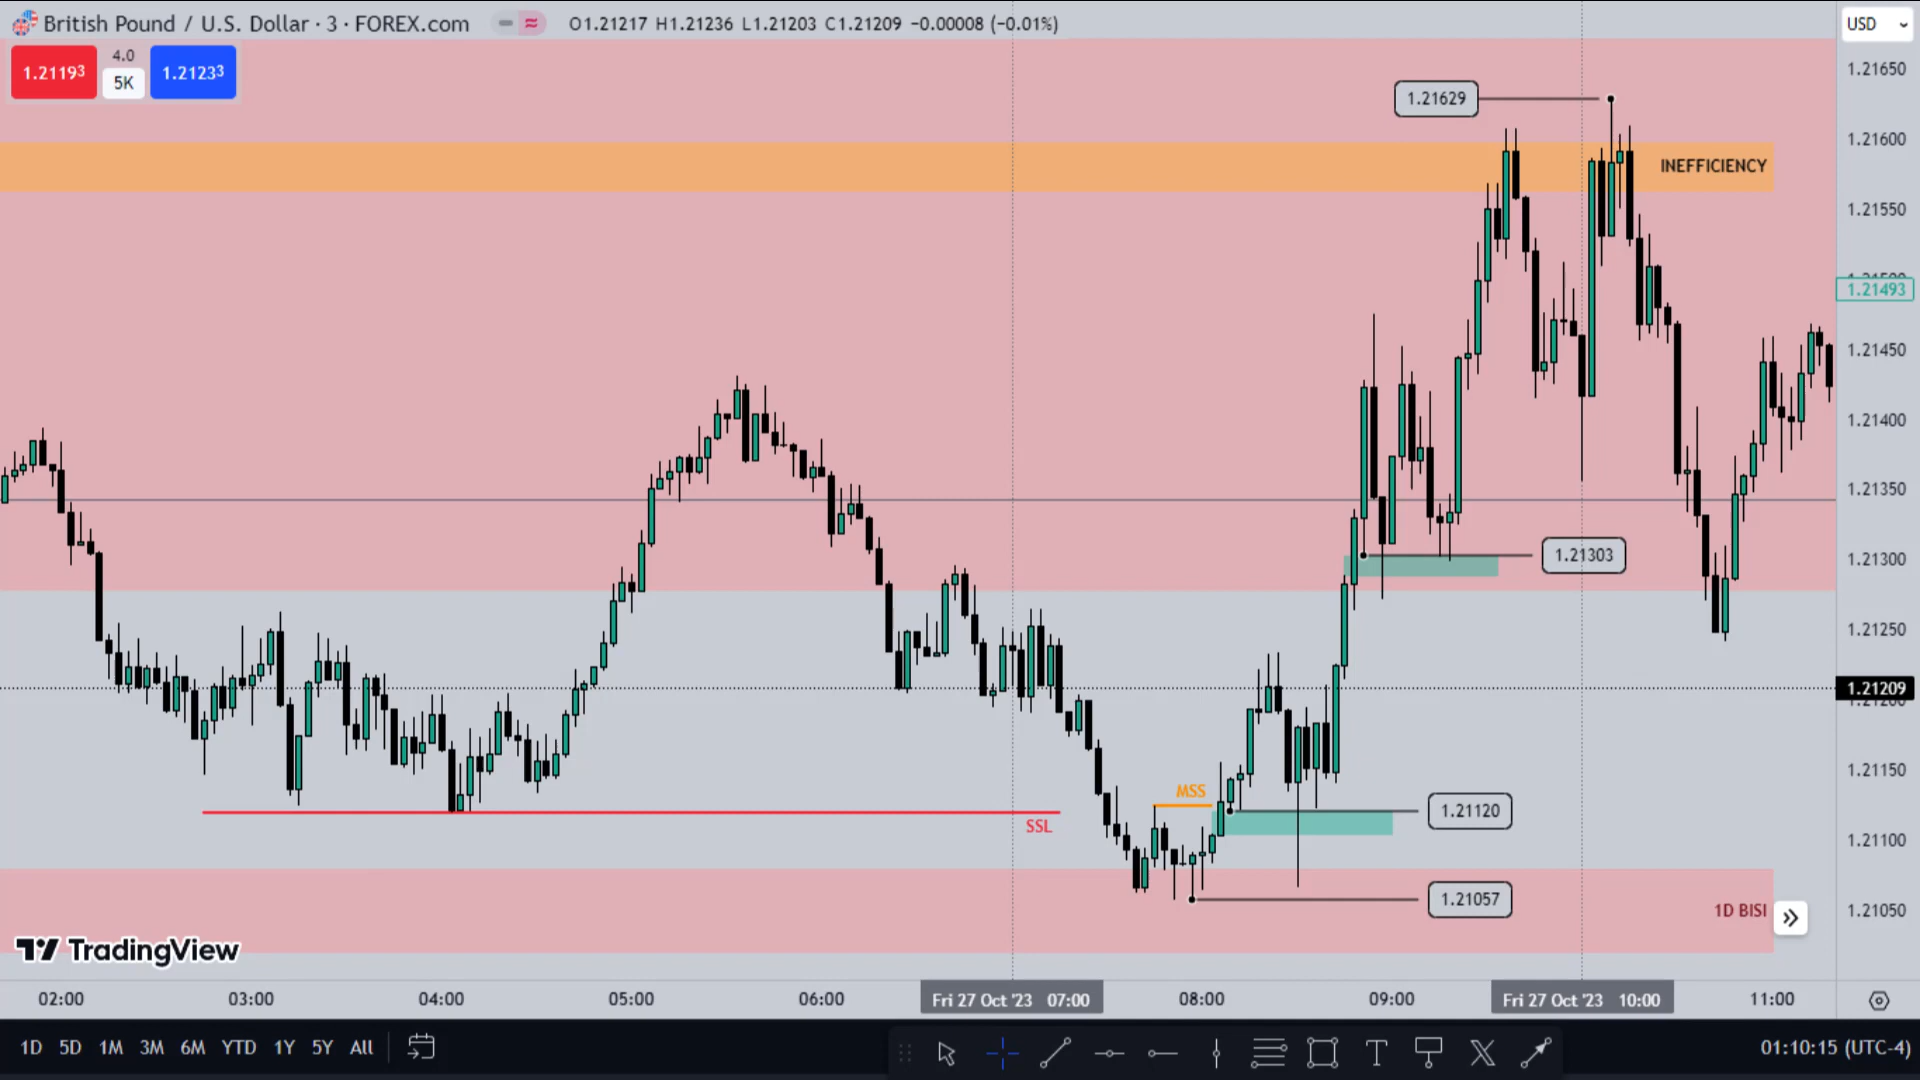 British Pound / U.S. Dollar · 3 · FOREX.com
O1.21217 H1.21236 L1.21203 C1.21209 −0.00008 (−0.01%)
USD
1.21193
4.0
5K
1.21233
1.21650
1.21629
1.21600
INEFFICIENCY
1.21550
1.21493
1.21450
1.21400
1.21350
1.21303
1.21300
1.21250
1.21209
1.21150
MSS
1.21120
SSL
1.21100
1.21057
1D BISI
1.21050
TradingView
02:00 03:00 04:00 05:00 06:00 Fri 27 Oct '23 07:00 08:00 09:00 Fri 27 Oct '23 10:00 11:00
1D 5D 1M 3M 6M YTD 1Y 5Y All
01:10:15 (UTC-4)